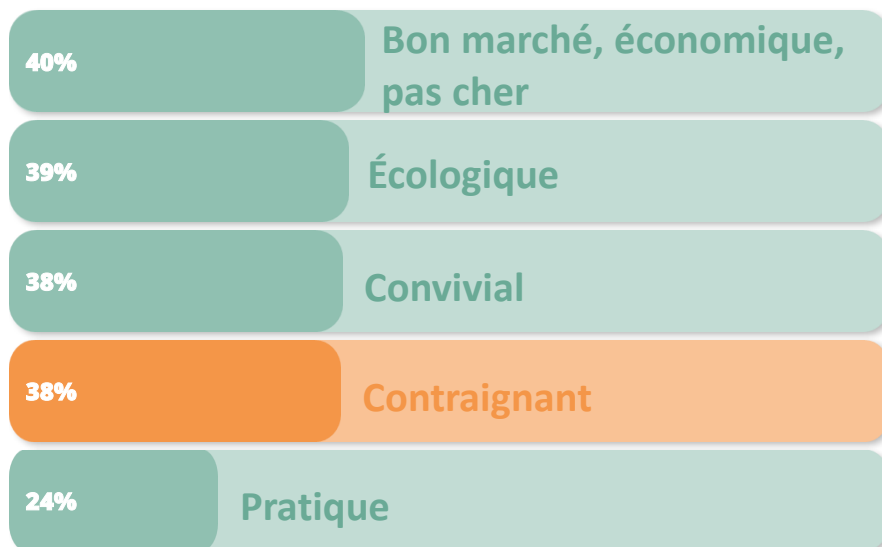 40%
Bon marché, économique,
pas cher
39%
Écologique
38%
Convivial
38%
Contraignant
24%
Pratique